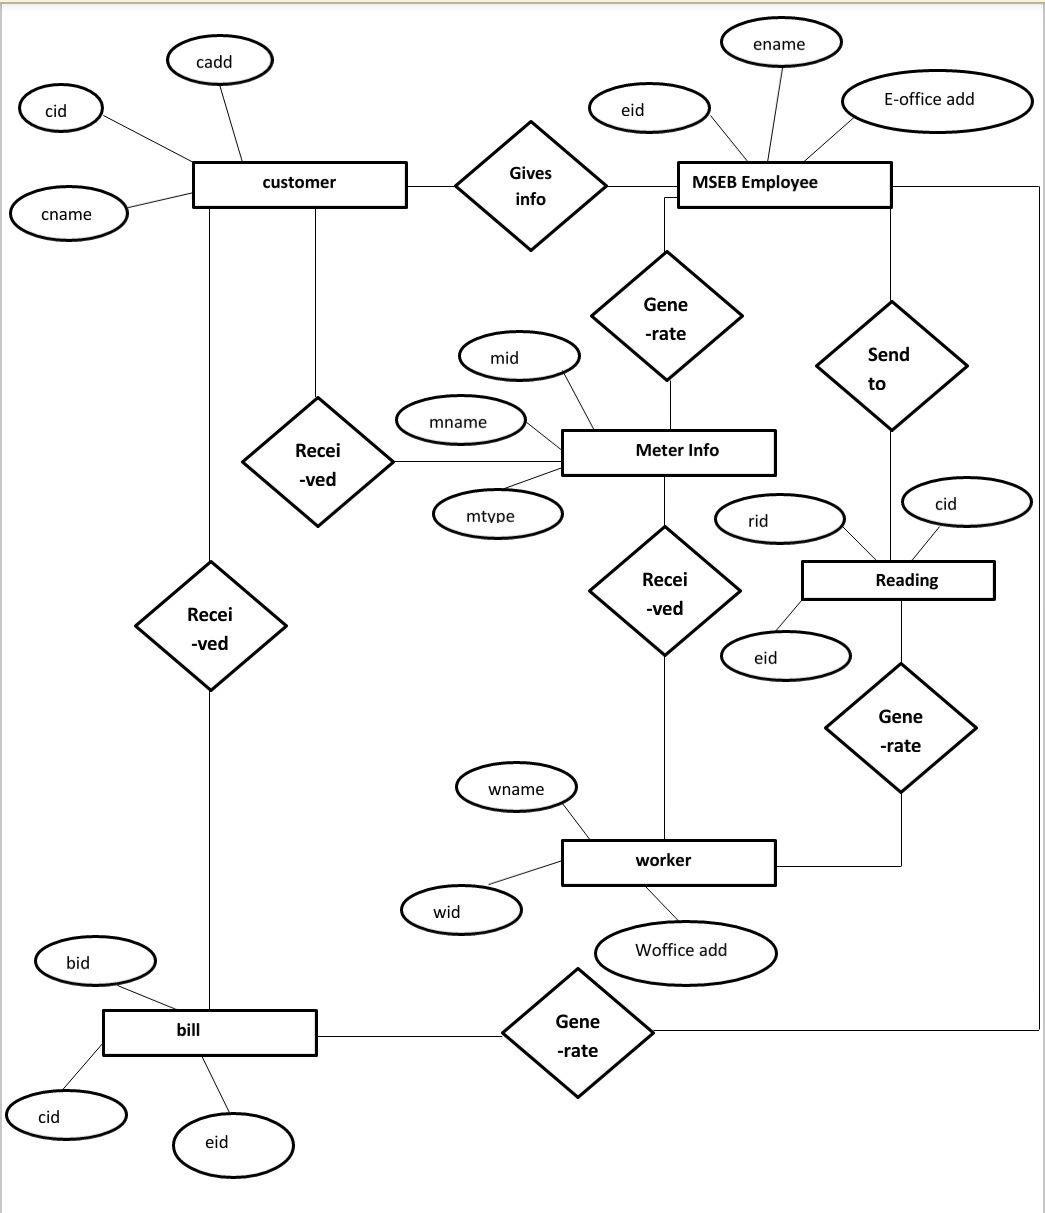 ename
cadd
E-office add
cid
eid
Gives
info
customer
MSEB Employee
cname
Gene
-rate
Send
to
mid
mname
Meter Info
Recei
-ved
mtype
rid
cid
Recei
-ved
Reading
Recei
-ved
eid
Gene
-rate
wname
worker
wid
Woffice add
bid
Gene
-rate
bill
cid
eid